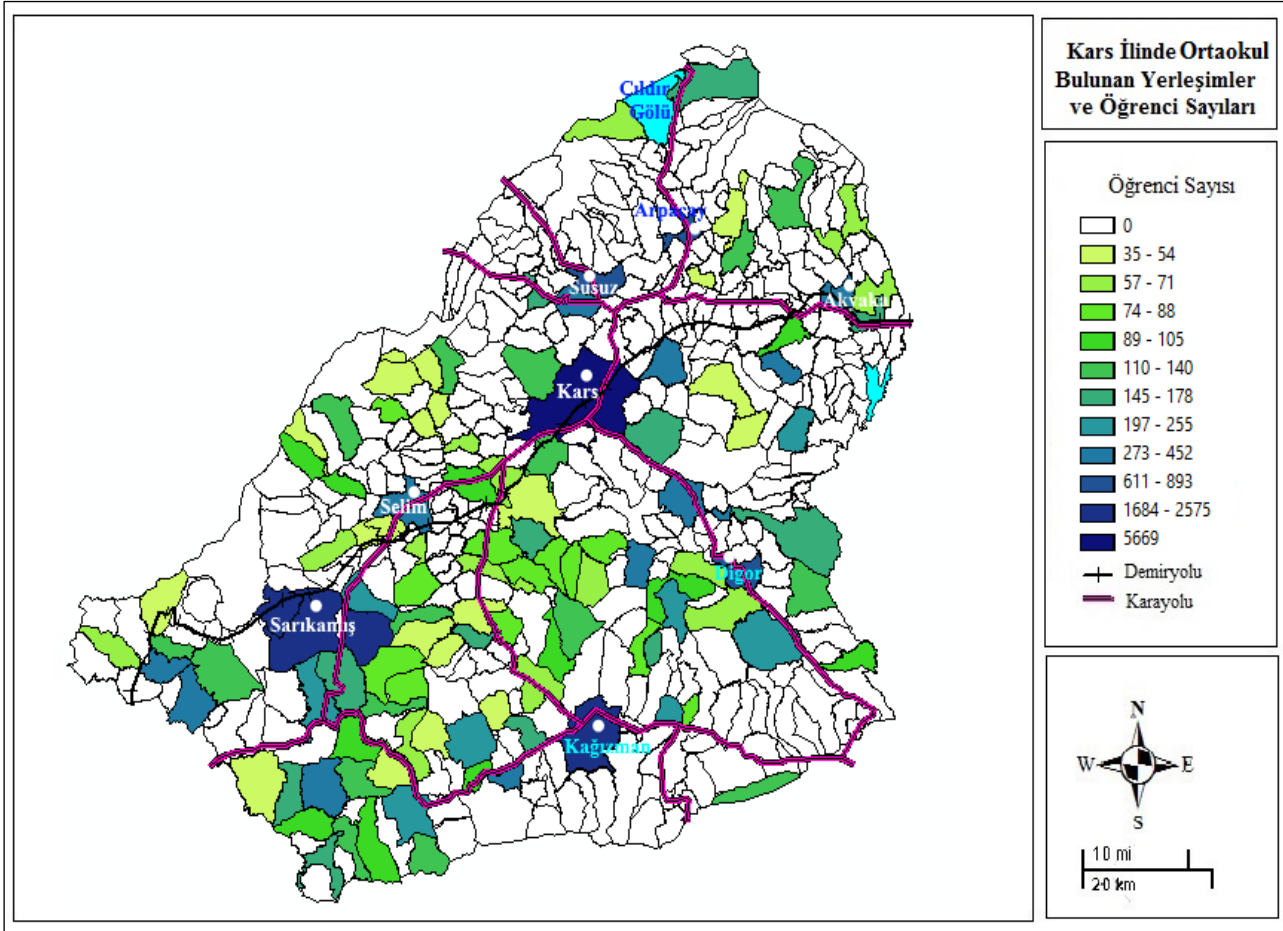 Kars İlinde Ortaokul
Bulunan Yerleşimler
ve Öğrenci Sayıları
Öğrenci Sayısı
0
35 - 54
57 - 71
74 - 88
89 - 105
110 - 140
145 - 178
197 - 255
273 - 452
611 - 893
1684 - 2575
5669
Demiryolu
Karayolu
N
W
E
S
10 mi
20 km
Çıldır
Gölü
Arpaçay
Susuz
Akyaka
Kars
Selim
Digor
Sarıkamış
Kağızman